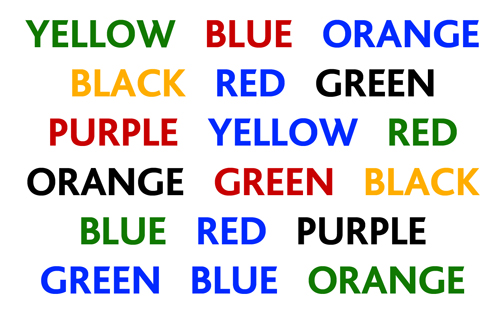 YELLOW BLUE ORANGE
BLACK RED GREEN
PURPLE YELLOW RED
ORANGE GREEN BLACK
BLUE RED PURPLE
GREEN BLUE ORANGE